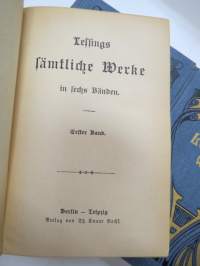 Lessings
sämtliche Werke
in sechs Bänden.
Erster Band.
Berlin – Leipzig
Verlag von Th. Knaur Nachf.